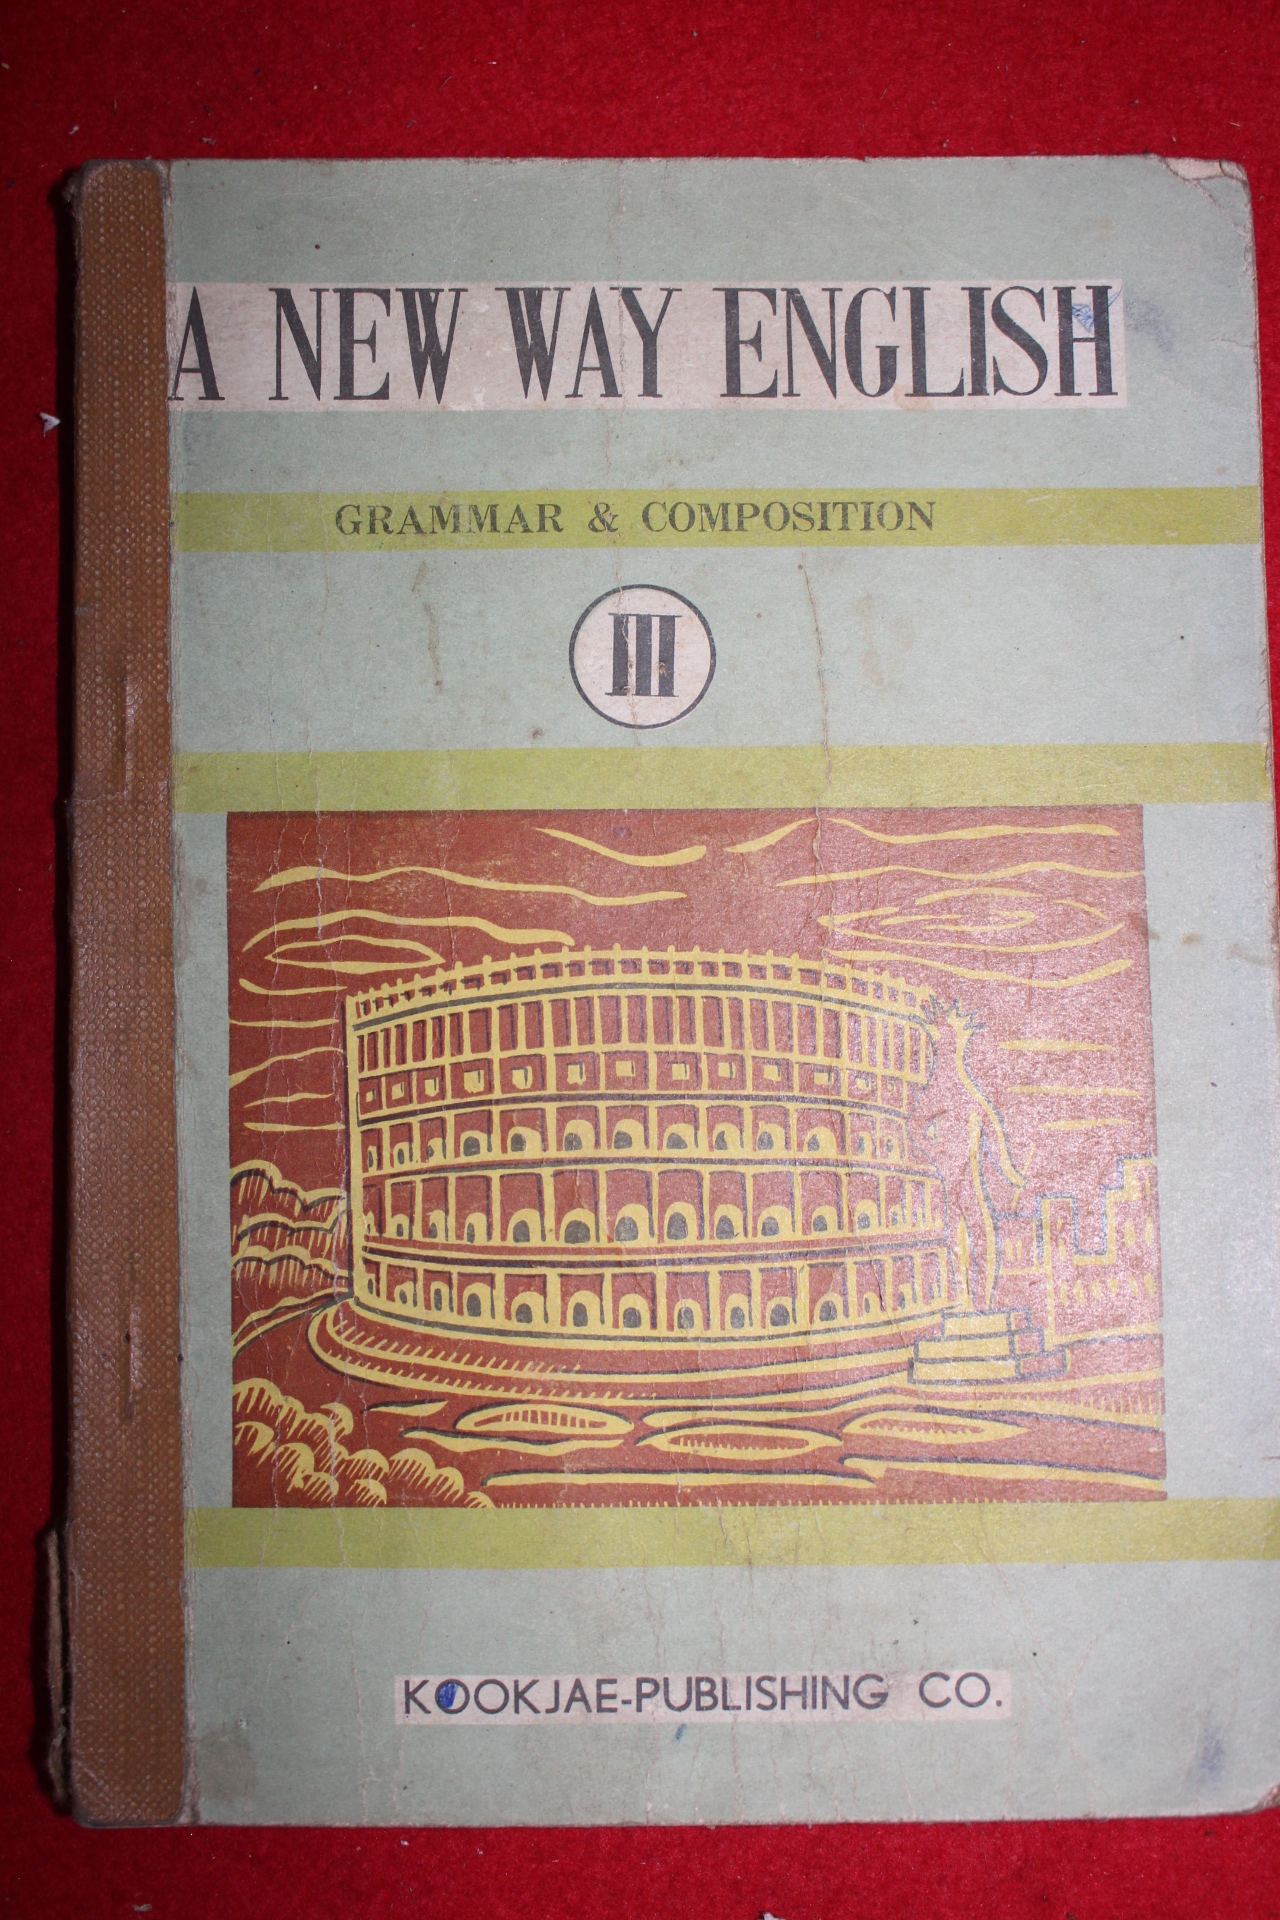 A NEW WAY ENGLISH
GRAMMAR & COMPOSITION
III
KOOKJAE-PUBLISHING CO.